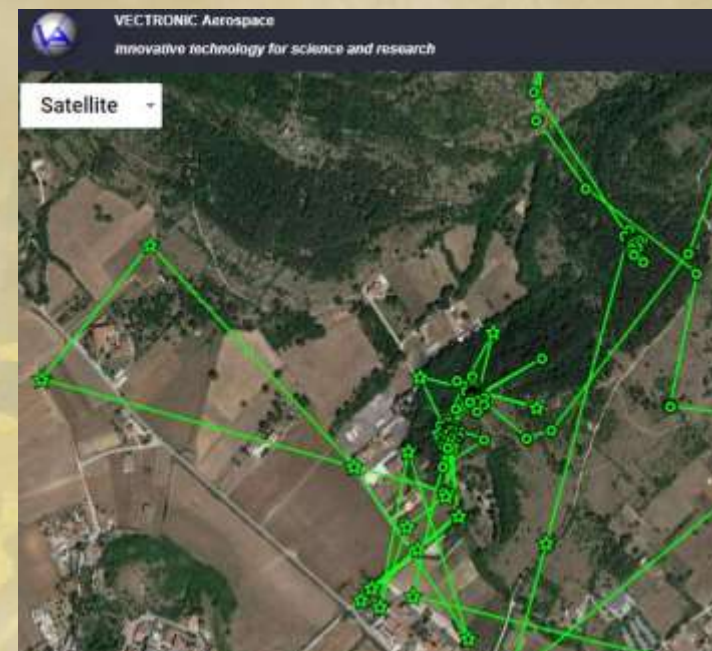 VECTRONIC Aerospace
innovative technology for science and research
Satellite